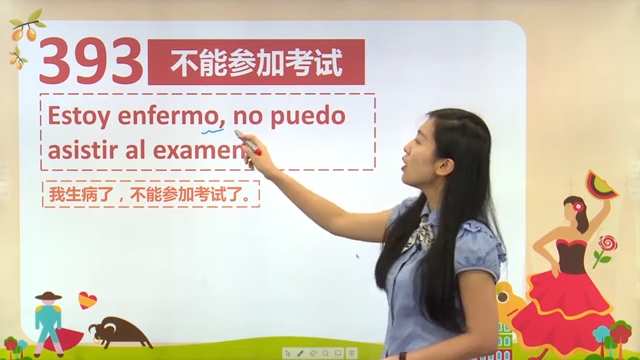 393 不能参加考试
Estoy enfermo, no puedo
asistir al examen
我生病了，不能参加考试了。